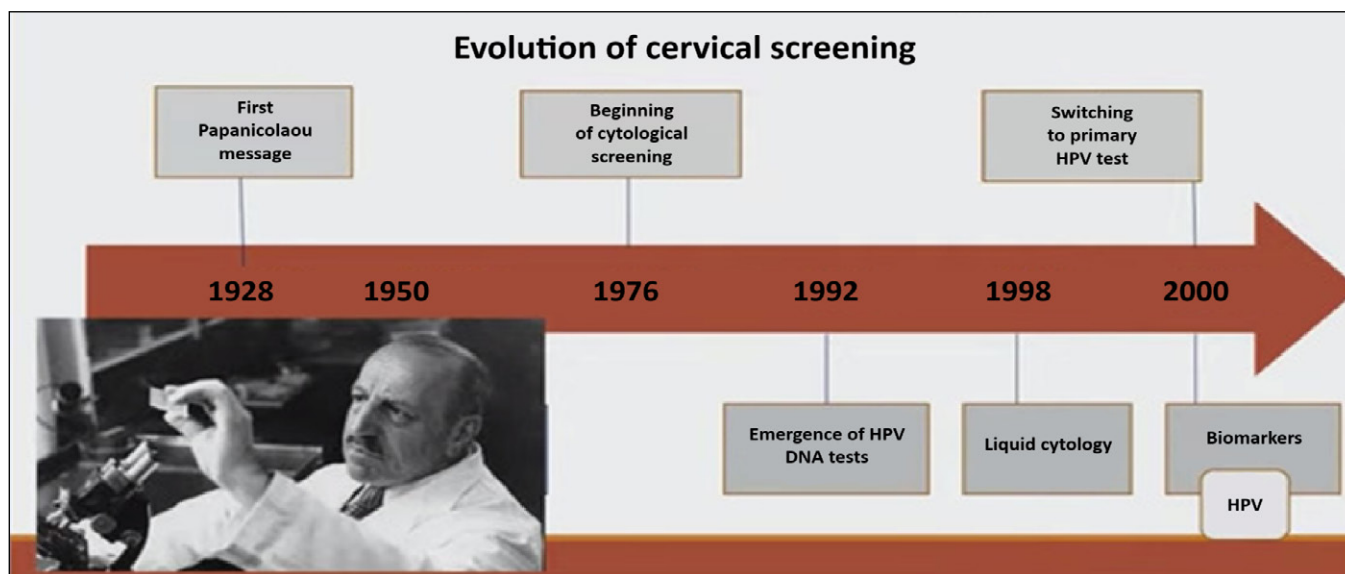 Evolution of cervical screening
First
Papanicolaou
message
Beginning
of cytological
screening
Switching
to primary
HPV test
1928 1950 1976 1992 1998 2000
Emergence of HPV
DNA tests
Liquid cytology
Biomarkers
HPV